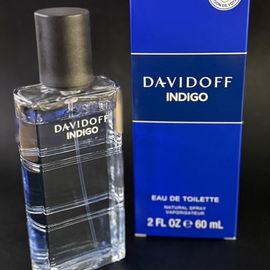 DAVIDOFF
INDIGO
DAVIDOFF
INDIGO
EAU DE TOILETTE
NATURAL SPRAY
VAPORISATEUR
2 FL OZ e 60 mL